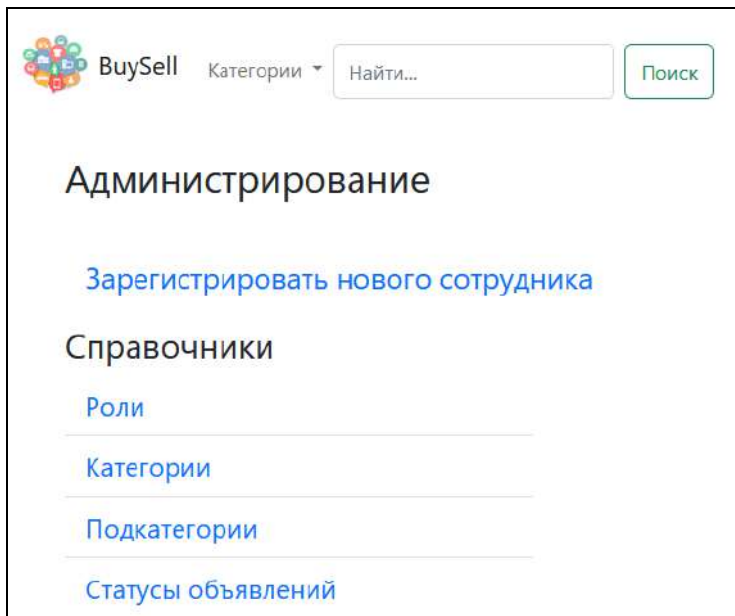 BuySell Категории Найти... Поиск
Администрирование
Зарегистрировать нового сотрудника
Справочники
Роли
Категории
Подкатегории
Статусы объявлений